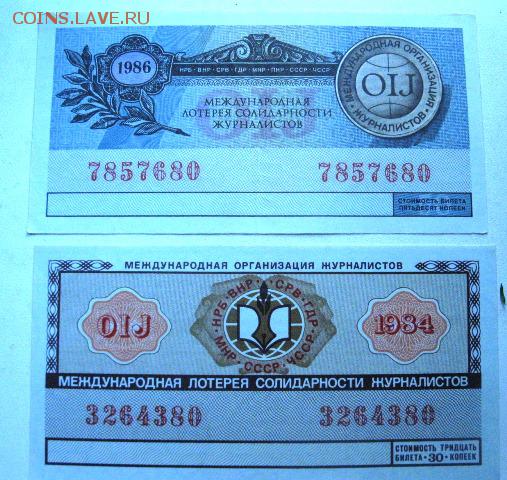 COINS.LAVE.RU
1986
НРБ·ВНР·СРВ·ГДР·МНР·ПНР·СССР·ЧССР
МЕЖДУНАРОДНАЯ
ЛОТЕРЕЯ СОЛИДАРНОСТИ
ЖУРНАЛИСТОВ
МЕЖДУНАРОДНАЯ ОРГАНИЗАЦИЯ
OIJ
ЖУРНАЛИСТОВ
7857680 7857680
СТОИМОСТЬ БИЛЕТА
ПЯТЬДЕСЯТ КОПЕЕК
МЕЖДУНАРОДНАЯ ОРГАНИЗАЦИЯ ЖУРНАЛИСТОВ
OIJ
НРБ·ВНР·СРВ·ГДР·
МНР·СССР·ЧССР
1984
МЕЖДУНАРОДНАЯ ЛОТЕРЕЯ СОЛИДАРНОСТИ ЖУРНАЛИСТОВ
3264380 3264380
СТОИМОСТЬ ТРИДЦАТЬ
БИЛЕТА·30·КОПЕЕК